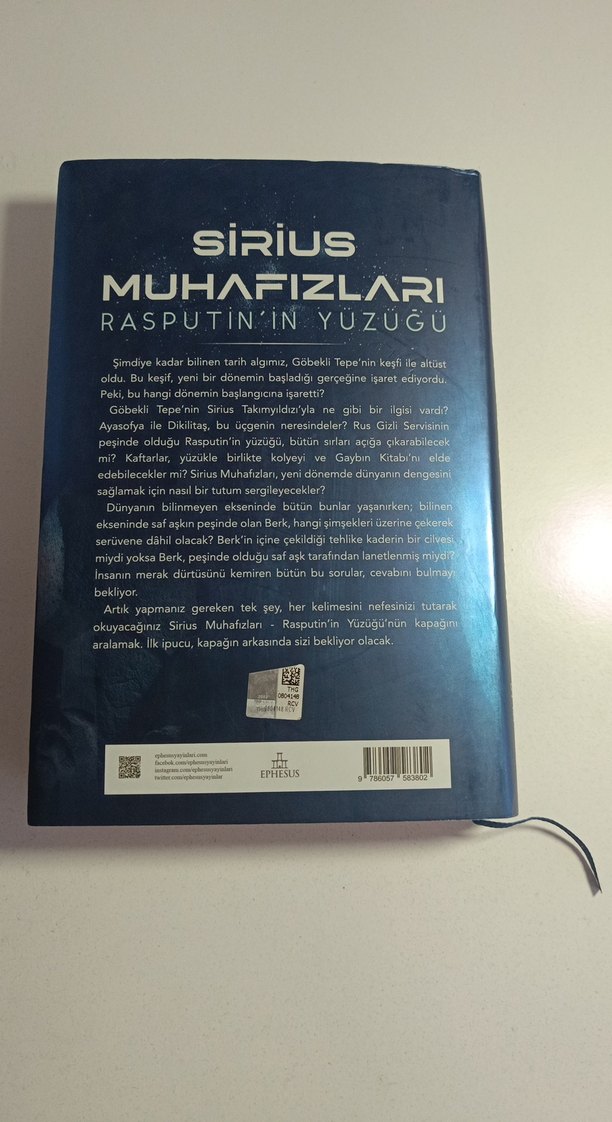 SİRİUS
MUHAFIZLARI
RASPUTİN'İN YÜZÜĞÜ
Şimdiye kadar bilinen tarih algımız, Göbekli Tepe'nin keşfi ile altüst
oldu. Bu keşif, yeni bir dönemin başladığı gerçeğine işaret ediyordu.
Peki, bu hangi dönemin başlangıcına işaretti?
Göbekli Tepe'nin Sirius Takımyıldızı'yla ne gibi bir ilgisi vardı?
Ayasofya ile Dikilitaş, bu üçgenin neresindeler? Rus Gizli Servisinin
peşinde olduğu Rasputin'in yüzüğü, bütün sırları açığa çıkarabilecek
mi? Kaftarlar, yüzükle birlikte kolyeyi ve Gaybın Kitabı'nı elde
edebilecekler mi? Sirius Muhafızları, yeni dönemde dünyanın dengesini
sağlamak için nasıl bir tutum sergileyecekler?
Dünyanın bilinmeyen ekseninde bütün bunlar yaşanırken; bilinen
ekseninde saf aşkın peşinde olan Berk, hangi şimşekleri üzerine çekerek
serüvene dâhil olacak? Berk'in içine çekildiği tehlike kaderin bir cilvesi
miydi yoksa Berk, peşinde olduğu saf aşk tarafından lanetlenmiş miydi?
İnsanın merak dürtüsünü kemiren bütün bu sorular, cevabını bulmayı
bekliyor.
Artık yapmanız gereken tek şey, her kelimesini nefesinizi tutarak
okuyacağınız Sirius Muhafızları - Rasputin'in Yüzüğü'nün kapağını
aralamak. İlk ipucu, kapağın arkasında sizi bekliyor olacak.
THG
0804148
RCV
THG 0804148 RCV
ephesusyayinlari.com
facebok.com/ephesusyayinlari
instagram.com/ephesusyayinlari
twitter.com/ephesusyayinlar
EPHESUS
9 786057 583802